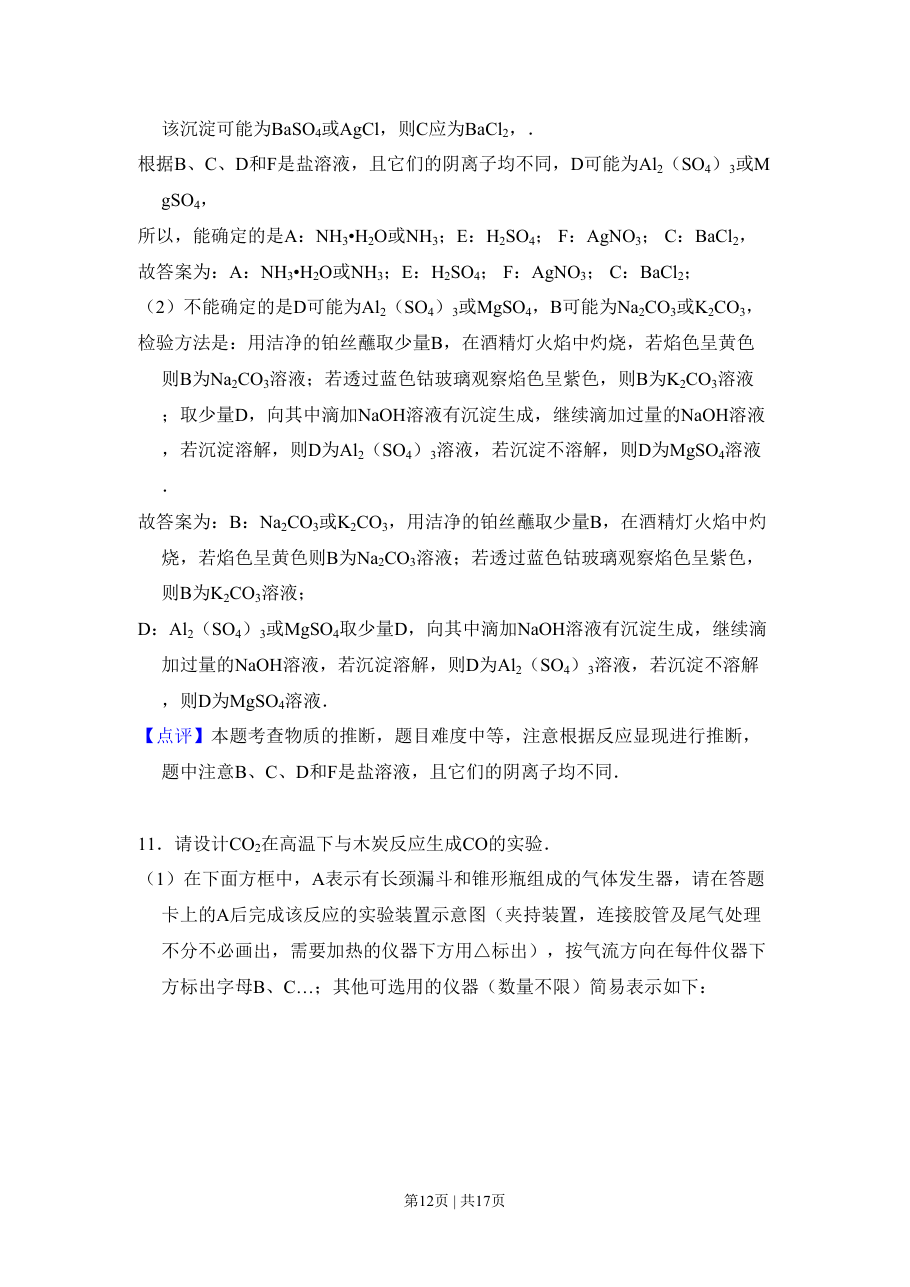 该沉淀可能为BaSO₄或AgCl，则C应为BaCl₂，．
根据B、C、D和F是盐溶液，且它们的阴离子均不同，D可能为Al₂（SO₄）₃或M
gSO₄，
所以，能确定的是A：NH₃•H₂O或NH₃；E：H₂SO₄； F：AgNO₃； C：BaCl₂，
故答案为：A：NH₃•H₂O或NH₃；E：H₂SO₄； F：AgNO₃； C：BaCl₂；
（2）不能确定的是D可能为Al₂（SO₄）₃或MgSO₄，B可能为Na₂CO₃或K₂CO₃，
检验方法是：用洁净的铂丝蘸取少量B，在酒精灯火焰中灼烧，若焰色呈黄色
则B为Na₂CO₃溶液；若透过蓝色钴玻璃观察焰色呈紫色，则B为K₂CO₃溶液
；取少量D，向其中滴加NaOH溶液有沉淀生成，继续滴加过量的NaOH溶液
，若沉淀溶解，则D为Al₂（SO₄）₃溶液，若沉淀不溶解，则D为MgSO₄溶液
．
故答案为：B：Na₂CO₃或K₂CO₃，用洁净的铂丝蘸取少量B，在酒精灯火焰中灼
烧，若焰色呈黄色则B为Na₂CO₃溶液；若透过蓝色钴玻璃观察焰色呈紫色，
则B为K₂CO₃溶液；
D：Al₂（SO₄）₃或MgSO₄取少量D，向其中滴加NaOH溶液有沉淀生成，继续滴
加过量的NaOH溶液，若沉淀溶解，则D为Al₂（SO₄）₃溶液，若沉淀不溶解
，则D为MgSO₄溶液．
【点评】本题考查物质的推断，题目难度中等，注意根据反应显现进行推断，
题中注意B、C、D和F是盐溶液，且它们的阴离子均不同．
11．请设计CO₂在高温下与木炭反应生成CO的实验．
（1）在下面方框中，A表示有长颈漏斗和锥形瓶组成的气体发生器，请在答题
卡上的A后完成该反应的实验装置示意图（夹持装置，连接胶管及尾气处理
不分不必画出，需要加热的仪器下方用△标出），按气流方向在每件仪器下
方标出字母B、C…；其他可选用的仪器（数量不限）简易表示如下：
第12页 | 共17页